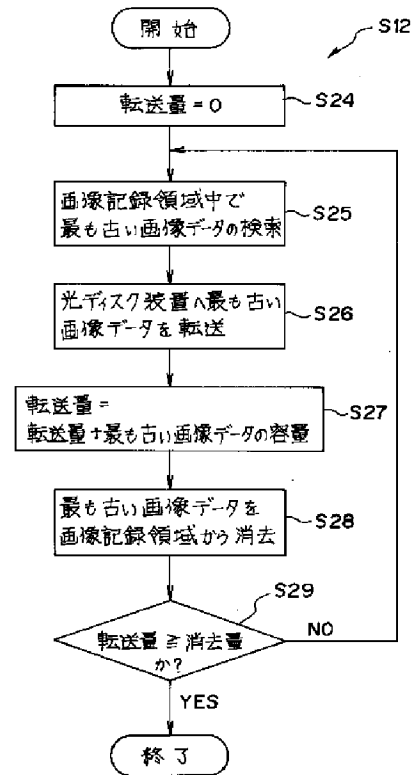 開始
S12
転送量=0
S24
画像記録領域中で
最も古い画像データの検索
S25
光ディスク装置へ最も古い
画像データを転送
S26
転送量=
転送量+最も古い画像データの容量
S27
最も古い画像データを
画像記録領域から消去
S28
S29
転送量≧消去量
か?
NO
YES
終了